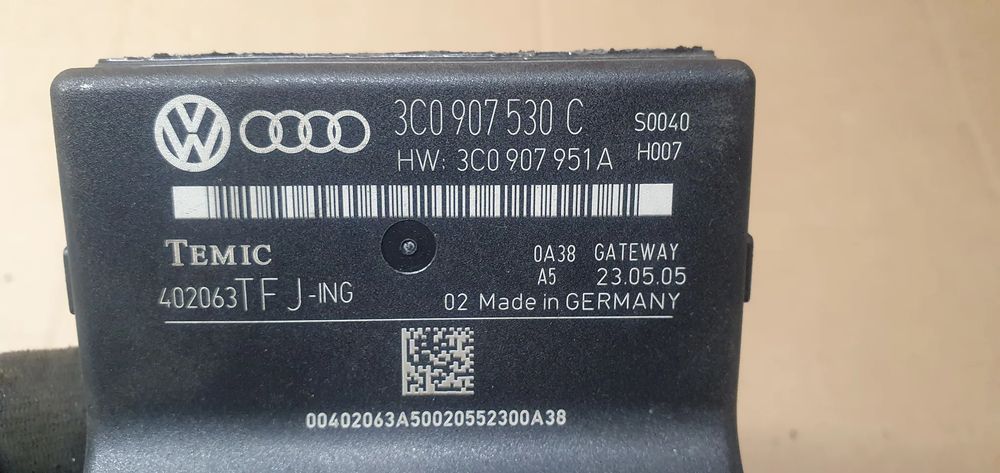 3C0 907 530 C S0040
HW: 3C0 907 951 A H007
TEMIC 0A38 GATEWAY
A5 23.05.05
402063TFJ-ING 02 Made in GERMANY
00402063A50020552300A38